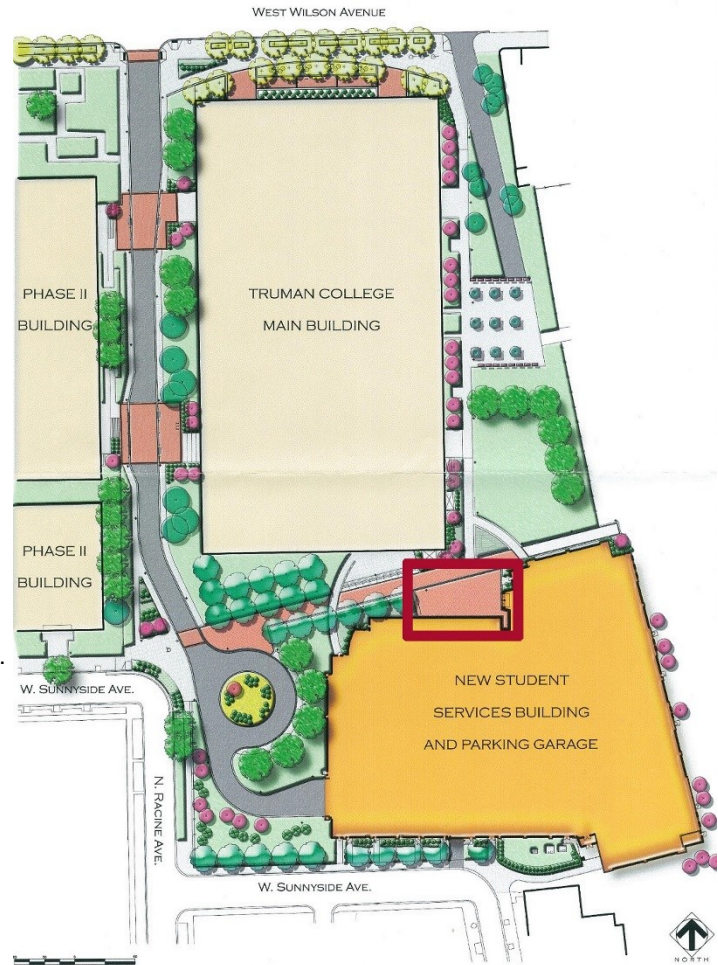 WEST WILSON AVENUE
PHASE II
BUILDING
TRUMAN COLLEGE
MAIN BUILDING
PHASE II
BUILDING
W. SUNNYSIDE AVE.
NEW STUDENT
SERVICES BUILDING
AND PARKING GARAGE
N. RACINE AVE.
W. SUNNYSIDE AVE.
NORTH